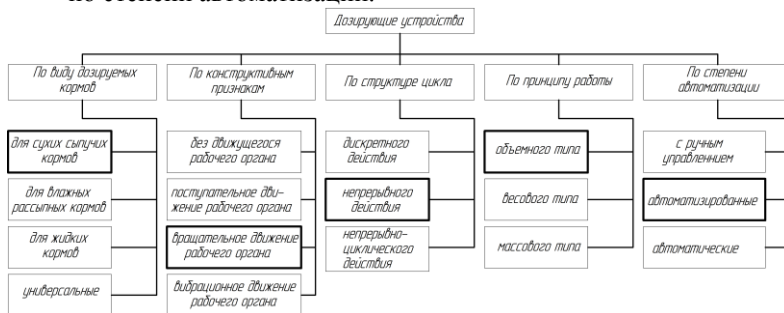 по степени автоматизации.
Дозирующие устройства
По виду дозируемых
кормов
По конструктивным
признакам
По структуре цикла
По принципу работы
По степени
автоматизации
для сухих сыпучих
кормов
для влажных
рассыпных кормов
для жидких
кормов
универсальные
без движущегося
рабочего органа
поступательное дви-
жение рабочего органа
вращательное движение
рабочего органа
вибрационное движение
рабочего органа
дискретного
действия
непрерывного
действия
непрерывно-
циклического
действия
объемного типа
весового типа
массового типа
с ручным
управлением
автоматизированные
автоматические